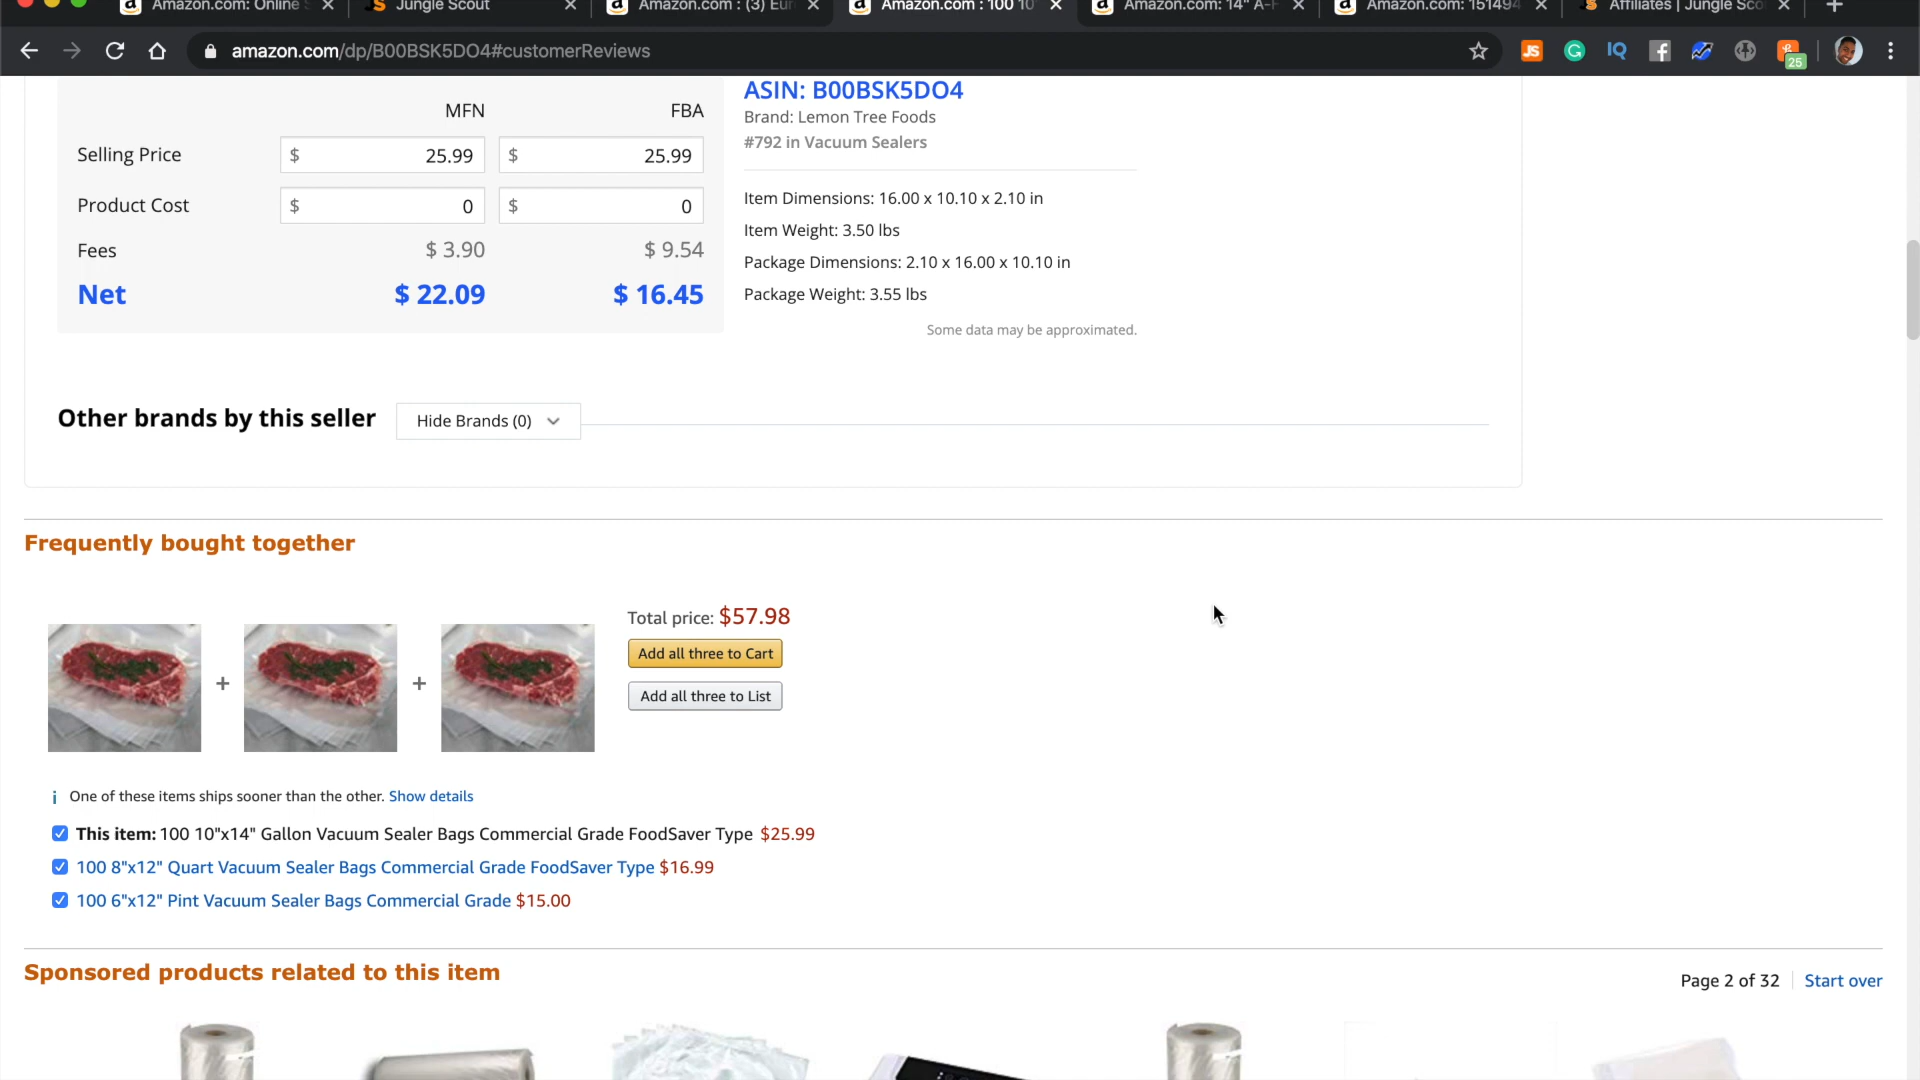 Amazon.com: Online
Jungle Scout
Amazon.com : (3) Eur
Amazon.com : 100 10"
Amazon.com: 14" A-
Amazon.com: 151494
Affiliates | Jungle Sco
amazon.com/dp/B00BSK5DO4#customerReviews
JS
G
IQ
25
MFN FBA
Selling Price $ 25.99 $ 25.99
Product Cost $ 0 $ 0
Fees $ 3.90 $ 9.54
Net $ 22.09 $ 16.45
ASIN: B00BSK5DO4
Brand: Lemon Tree Foods
#792 in Vacuum Sealers
Item Dimensions: 16.00 x 10.10 x 2.10 in
Item Weight: 3.50 lbs
Package Dimensions: 2.10 x 16.00 x 10.10 in
Package Weight: 3.55 lbs
Some data may be approximated.
Other brands by this seller Hide Brands (0)
Frequently bought together
+ +
Total price: $57.98
Add all three to Cart
Add all three to List
i One of these items ships sooner than the other. Show details
This item: 100 10"x14" Gallon Vacuum Sealer Bags Commercial Grade FoodSaver Type $25.99
100 8"x12" Quart Vacuum Sealer Bags Commercial Grade FoodSaver Type $16.99
100 6"x12" Pint Vacuum Sealer Bags Commercial Grade $15.00
Sponsored products related to this item
Page 2 of 32 Start over